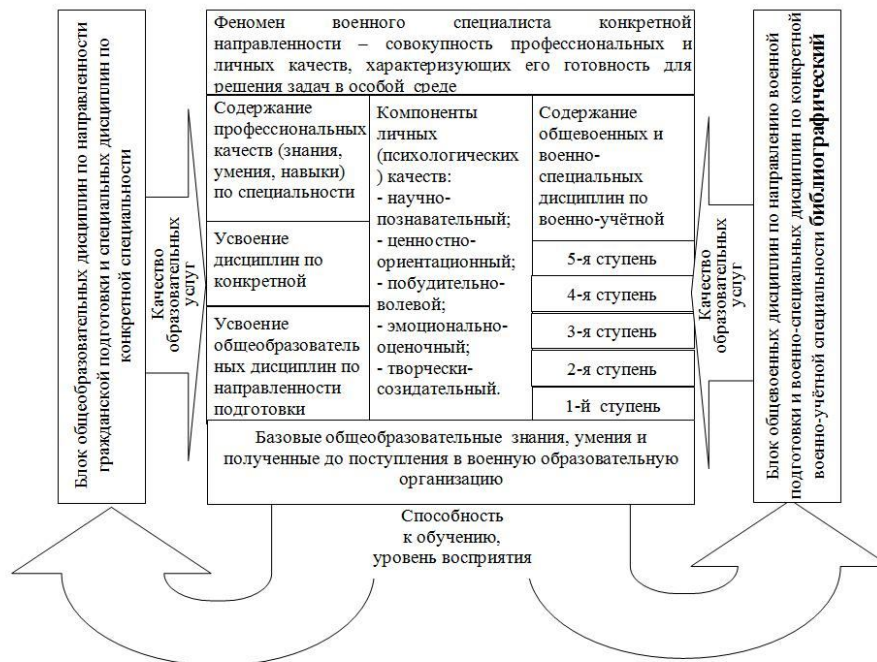 Блок общеобразовательных дисциплин по направленности
гражданской подготовки и специальных дисциплин по
конкретной специальности
Качество
образовательных
услуг
Феномен военного специалиста конкретной
направленности – совокупность профессиональных и
личных качеств, характеризующих его готовность для
решения задач в особой среде
Содержание
профессиональных
качеств (знания,
умения, навыки)
по специальности
Усвоение
дисциплин по
конкретной
Усвоение
общеобразователь
ных дисциплин по
направленности
подготовки
Компоненты
личных
(психологических
) качеств:
- научно-
познавательный;
- ценностно-
ориентационный;
- побудительно-
волевой;
- эмоционально-
оценочный;
- творчески-
созидательный.
Содержание
общевоенных и
военно-
специальных
дисциплин по
военно-учётной
5-я ступень
4-я ступень
3-я ступень
2-я ступень
1-й ступень
Базовые общеобразовательные знания, умения и
полученные до поступления в военную образовательную
организацию
Качество
образовательных
услуг
Блок общевоенных дисциплин по направлению военной
подготовки и военно-специальных дисциплин по конкретной
военно-учётной специальности библиографический
Способность
к обучению,
уровень восприятия